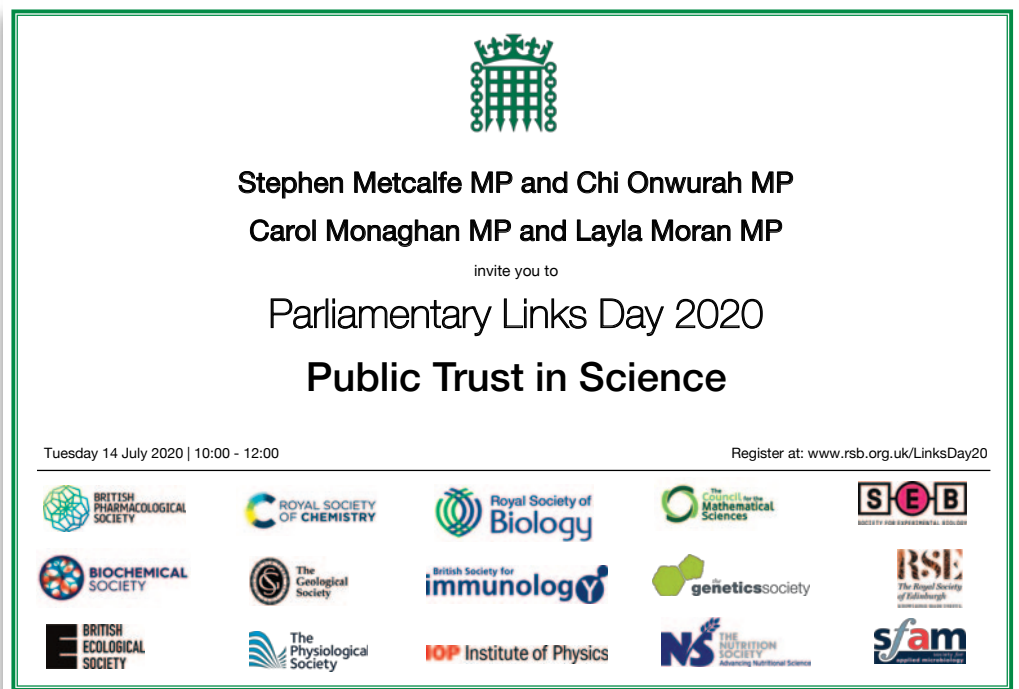 Stephen Metcalfe MP and Chi Onwurah MP
Carol Monaghan MP and Layla Moran MP
invite you to
Parliamentary Links Day 2020
Public Trust in Science
Tuesday 14 July 2020 | 10:00 - 12:00
Register at: www.rsb.org.uk/LinksDay20
BRITISH
PHARMACOLOGICAL
SOCIETY
ROYAL SOCIETY
OF CHEMISTRY
Royal Society of
Biology
The
Council for the
Mathematical
Sciences
SEB
SOCIETY FOR EXPERIMENTAL BIOLOGY
BIOCHEMICAL
SOCIETY
The
Geological
Society
British Society for
immunology
the
geneticssociety
RSE
The Royal Society
of Edinburgh
KNOWLEDGE MADE USEFUL
BRITISH
ECOLOGICAL
SOCIETY
The
Physiological
Society
IOP Institute of Physics
NS
THE
NUTRITION
SOCIETY
Advancing Nutritional Science
sfam
society for
applied microbiology